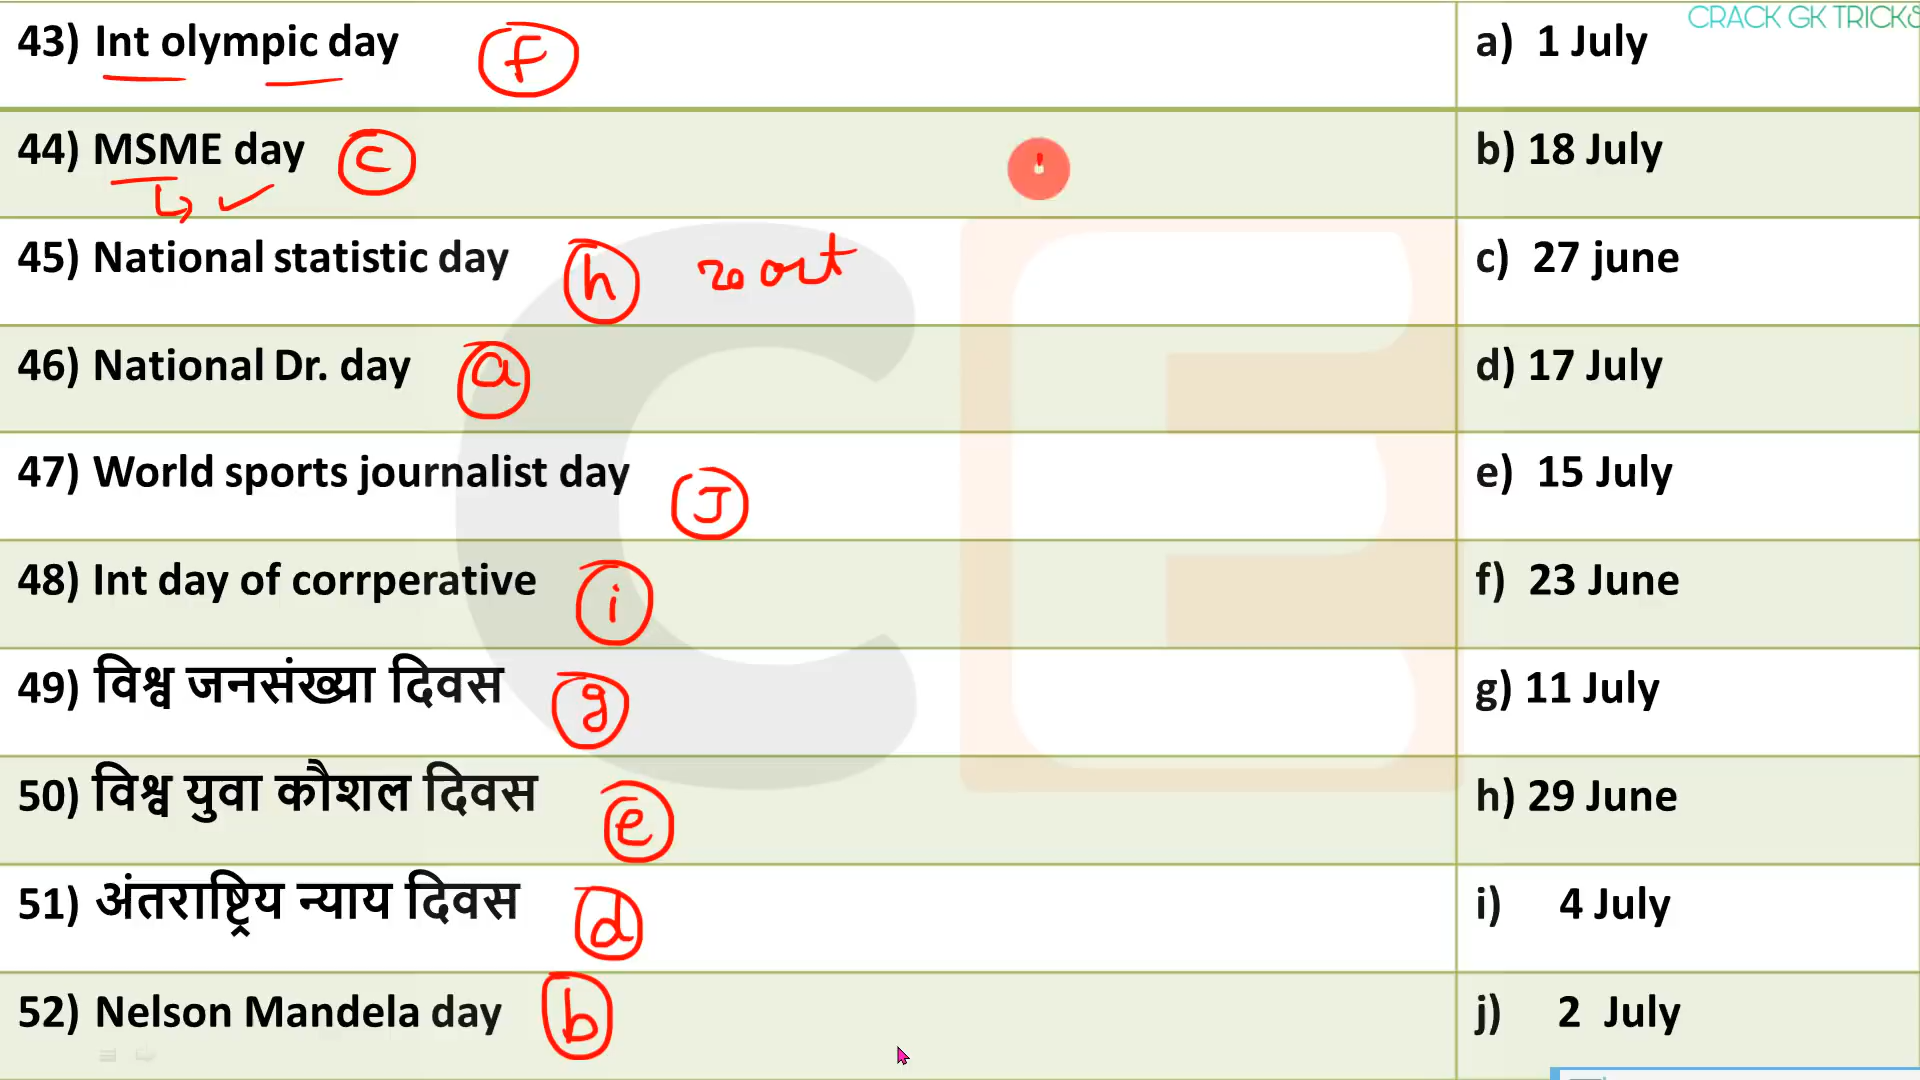 CRACK GK TRICKS
43) Int olympic day F a) 1 July
44) MSME day C b) 18 July
45) National statistic day h 20 oct c) 27 june
46) National Dr. day a d) 17 July
47) World sports journalist day J e) 15 July
48) Int day of corrperative i f) 23 June
49) विश्व जनसंख्या दिवस g g) 11 July
50) विश्व युवा कौशल दिवस e h) 29 June
51) अंतराष्ट्रिय न्याय दिवस d i) 4 July
52) Nelson Mandela day b j) 2 July